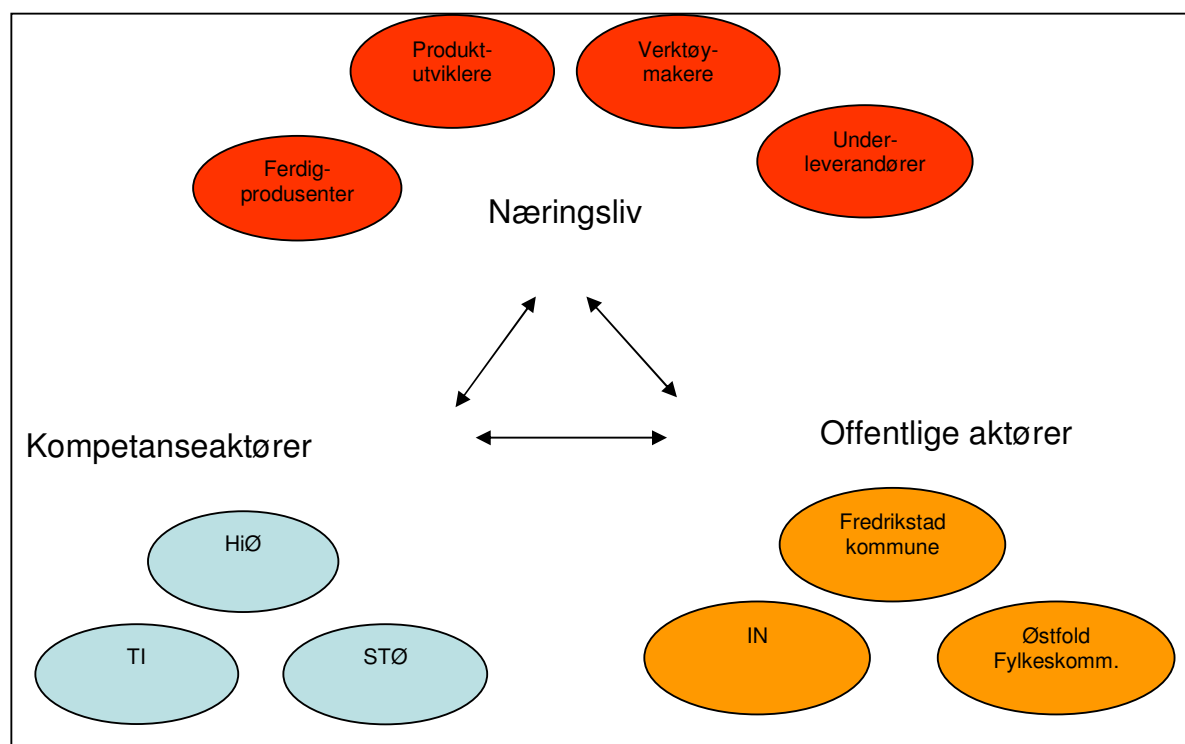 Produkt-
utviklere
Verktøy-
makere
Under-
leverandører
Ferdig-
produsenter
Næringsliv
Kompetanseaktører
Offentlige aktører
HiØ
TI
STØ
Fredrikstad
kommune
IN
Østfold
Fylkeskomm.